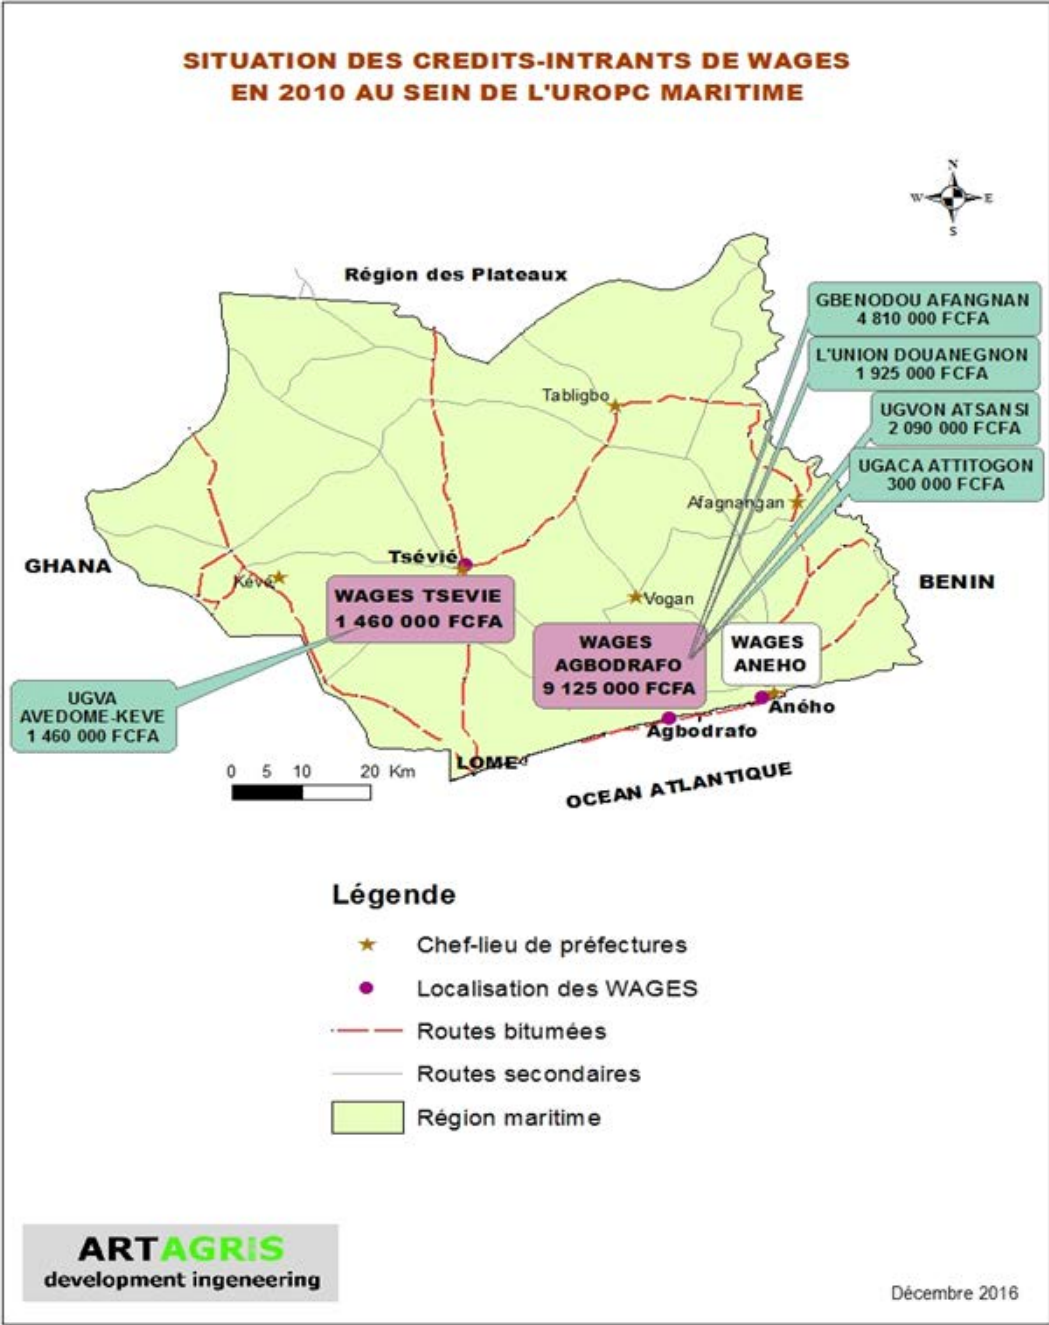 SITUATION DES CREDITS-INTRANTS DE WAGES
EN 2010 AU SEIN DE L'UROPC MARITIME
N
W
E
S
Région des Plateaux
GBENODOU AFANGNAN
4 810 000 FCFA
L'UNION DOUANEGNON
1 925 000 FCFA
Tabligbo
UGVON ATSANSI
2 090 000 FCFA
UGACA ATTITOGON
300 000 FCFA
Afagnangan
GHANA
Tsévié
Kévé
BENIN
WAGES TSEVIE
1 460 000 FCFA
Vogan
WAGES
AGBODRAFO
9 125 000 FCFA
WAGES
ANEHO
UGVA
AVEDOME-KEVE
1 460 000 FCFA
Aného
Agbodrafo
LOME
0 5 10 20 Km
OCEAN ATLANTIQUE
Légende
Chef-lieu de préfectures
Localisation des WAGES
Routes bitumées
Routes secondaires
Région maritime
ARTAGRiS
development ingeneering
Décembre 2016